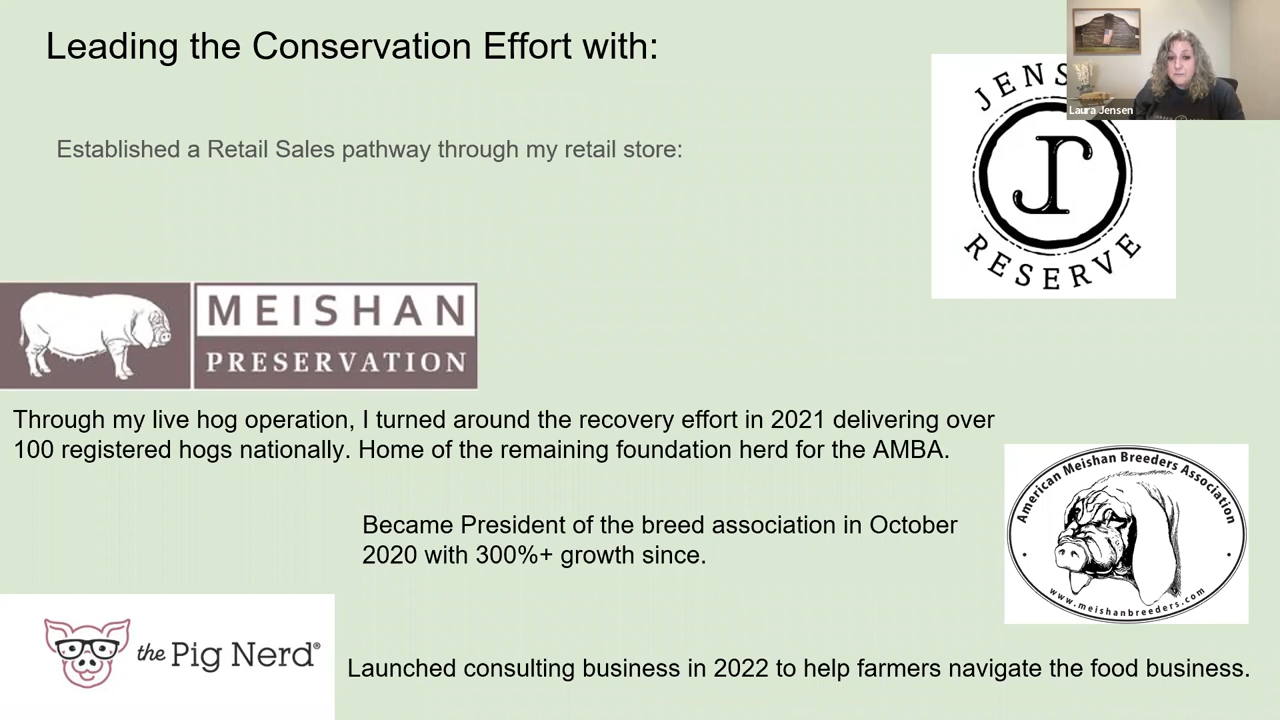 Leading the Conservation Effort with:
Laura Jensen
JENS
RESERVE
Established a Retail Sales pathway through my retail store:
MEISHAN
PRESERVATION
Through my live hog operation, I turned around the recovery effort in 2021 delivering over
100 registered hogs nationally. Home of the remaining foundation herd for the AMBA.
American Meishan Breeders Association
www.meishanbreeders.com
Became President of the breed association in October
2020 with 300%+ growth since.
the Pig Nerd®
Launched consulting business in 2022 to help farmers navigate the food business.